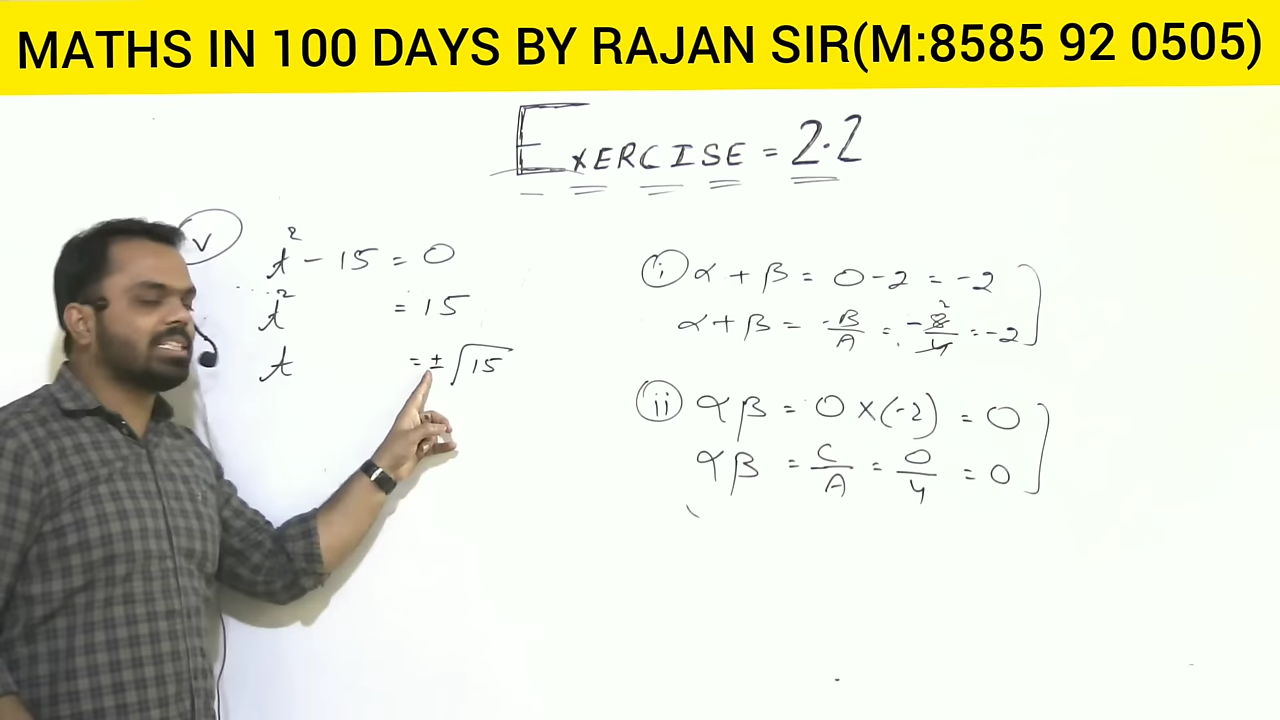 MATHS IN 100 DAYS BY RAJAN SIR(M:8585 92 0505)
EXERCISE = 2.2
v t² - 15 = 0
t² = 15
t = ± √15
i α + β = 0 - 2 = -2
α + β = -B/A = -8/4 = -2
ii αβ = 0 × (-2) = 0
αβ = C/A = 0/4 = 0